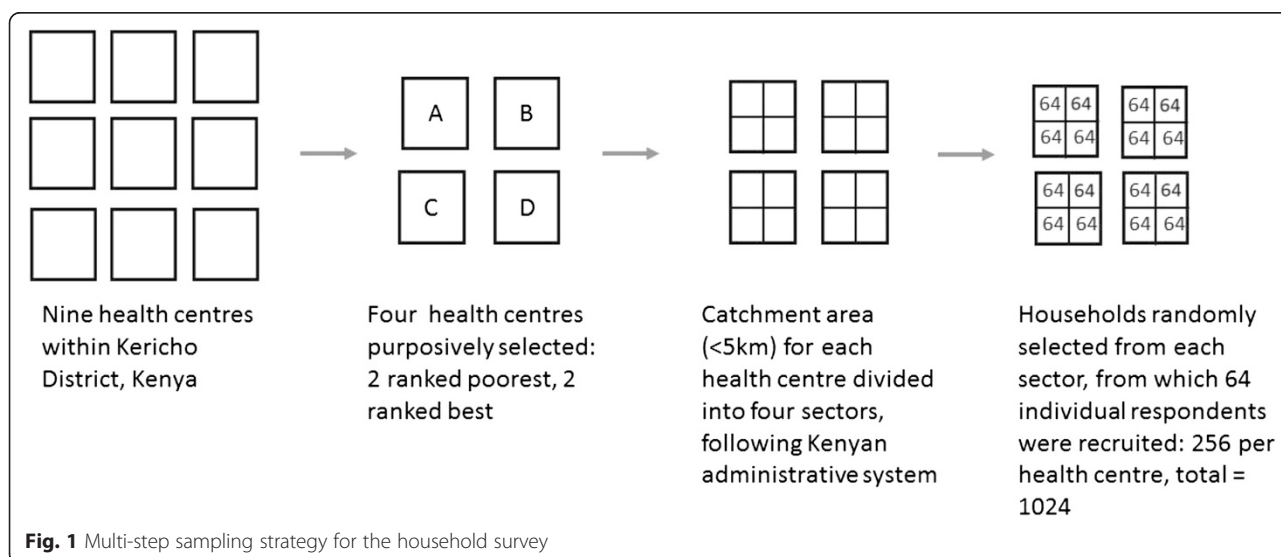 A B
C D
64 64 64 64
64 64 64 64
64 64 64 64
64 64 64 64
Nine health centres
within Kericho
District, Kenya
Four health centres
purposively selected:
2 ranked poorest, 2
ranked best
Catchment area
(<5km) for each
health centre divided
into four sectors,
following Kenyan
administrative system
Households randomly
selected from each
sector, from which 64
individual respondents
were recruited: 256 per
health centre, total =
1024
Fig. 1 Multi-step sampling strategy for the household survey